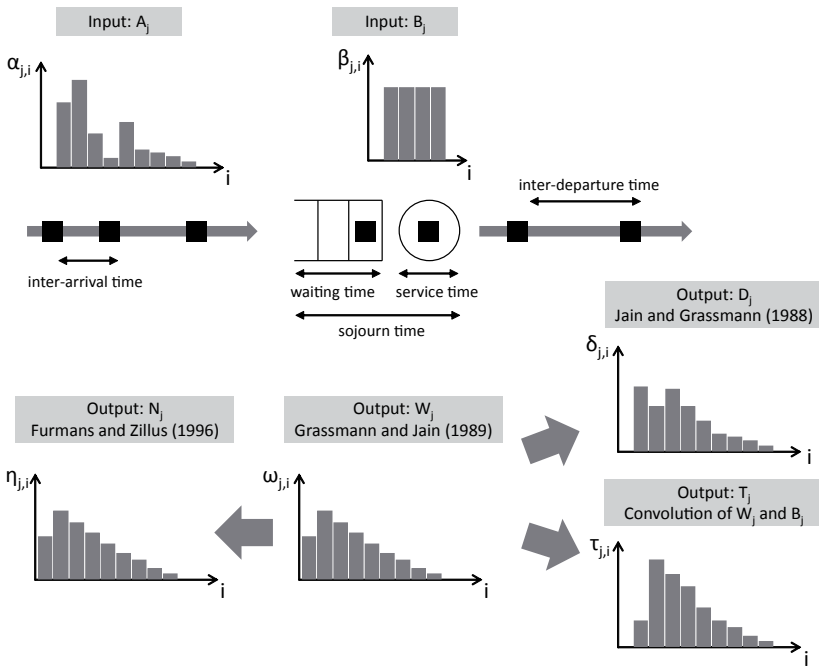 Input: Aj
Input: Bj
αj,i
i
βj,i
i
inter-departure time
inter-arrival time
waiting time
service time
sojourn time
Output: Dj
Jain and Grassmann (1988)
δj,i
i
Output: Nj
Furmans and Zillus (1996)
Output: Wj
Grassmann and Jain (1989)
ηj,i
i
ωj,i
i
Output: Tj
Convolution of Wj and Bj
τj,i
i